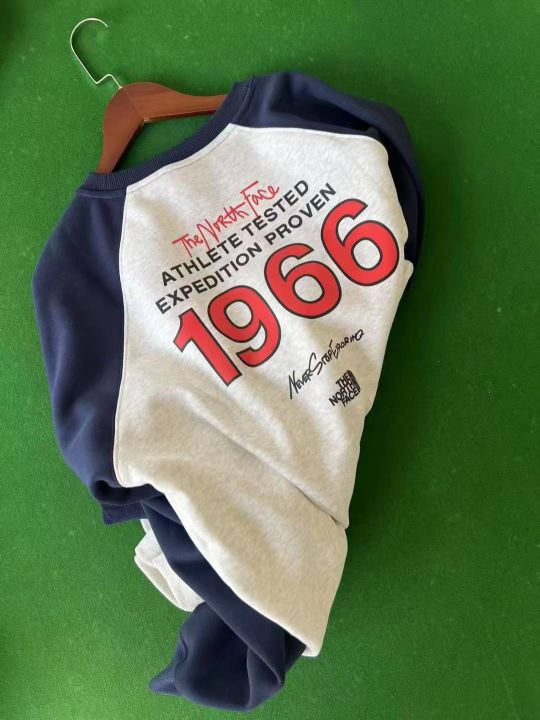 The North Face
ATHLETE TESTED
EXPEDITION PROVEN
1966
NEVER STOP EXPLORING
THE
NORTH
FACE